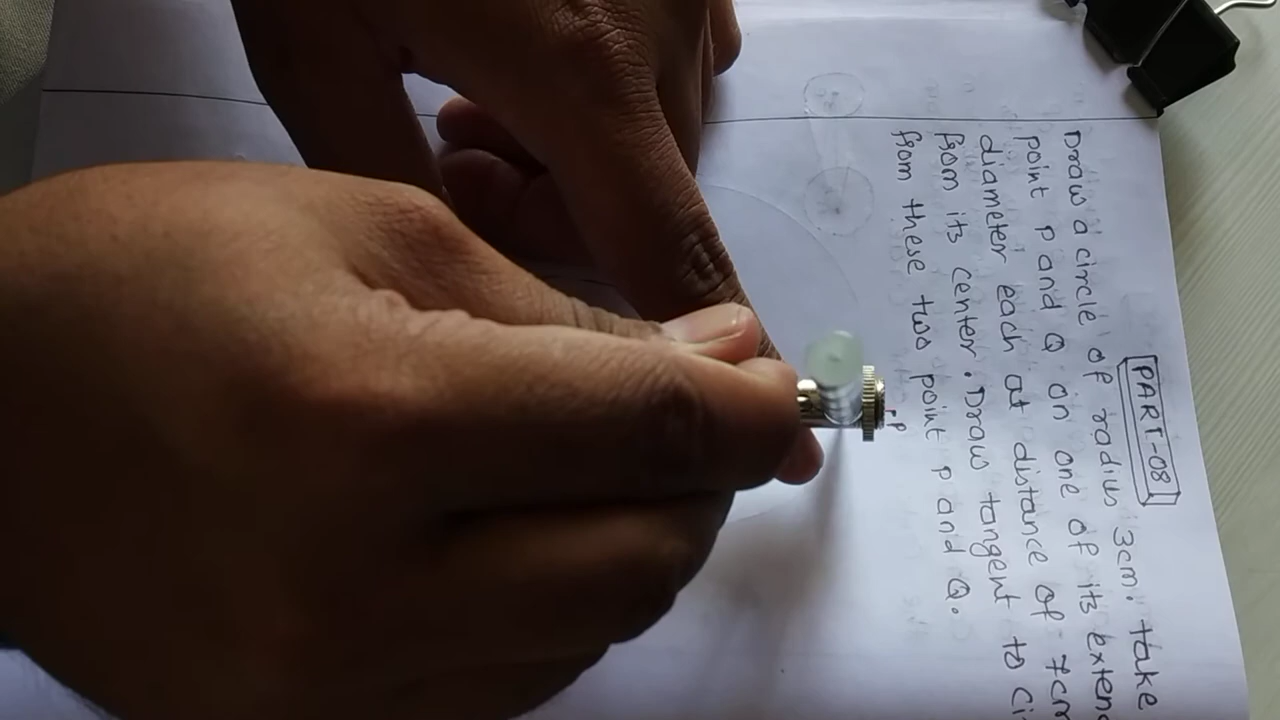 PART-08
Draw a circle of radius 3cm. take
point p and Q on one of its exten
diameter each at distance of 7cm
from its center. Draw tangent to Ci
from these two point p and Q.
P